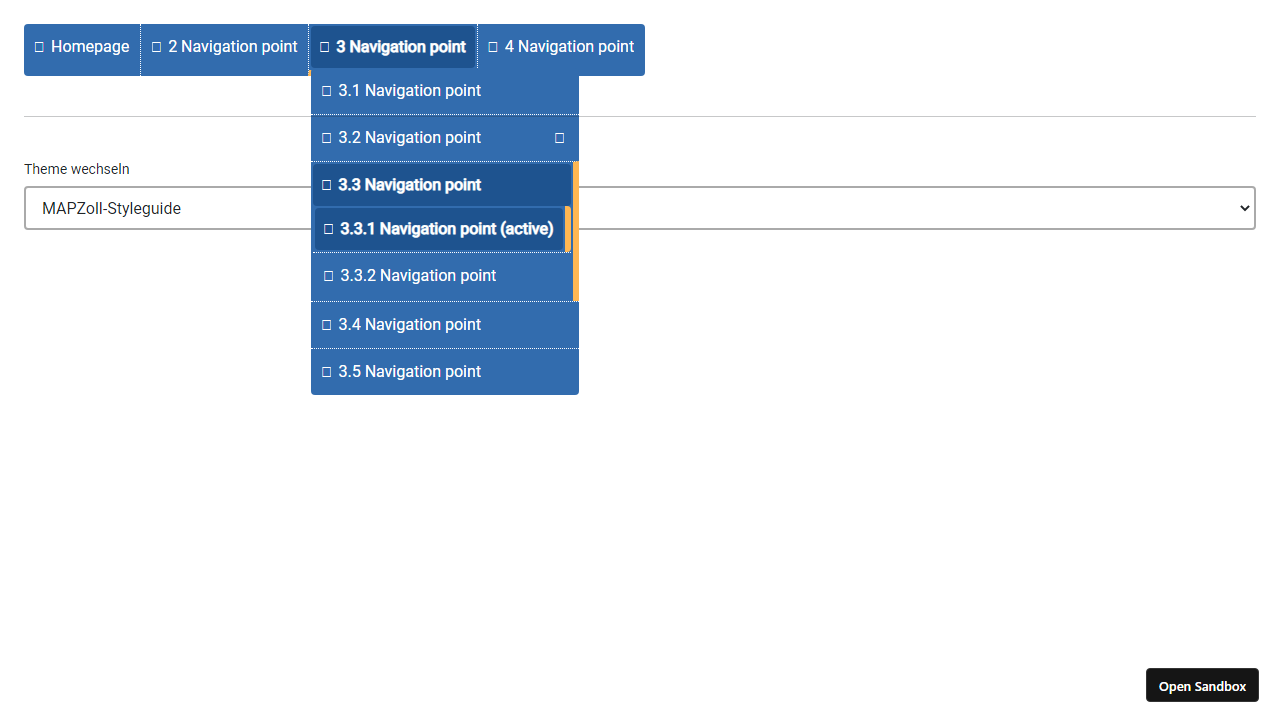 Homepage 2 Navigation point 3 Navigation point 4 Navigation point
3.1 Navigation point
3.2 Navigation point
Theme wechseln
3.3 Navigation point
MAPZoll-Styleguide
3.3.1 Navigation point (active)
3.3.2 Navigation point
3.4 Navigation point
3.5 Navigation point
Open Sandbox